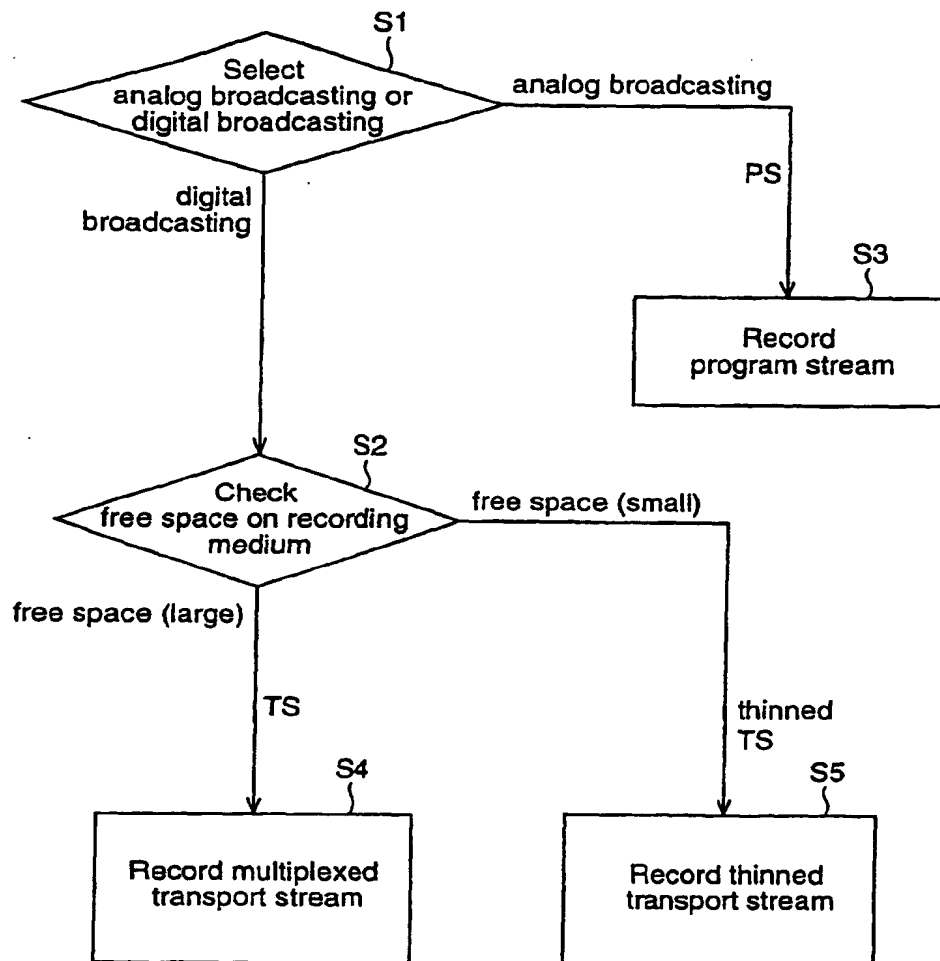 S1
Select
analog broadcasting or
digital broadcasting
analog broadcasting
PS
digital
broadcasting
S3
Record
program stream
S2
Check
free space on recording
medium
free space (small)
free space (large)
TS
thinned
TS
S4
S5
Record multiplexed
transport stream
Record thinned
transport stream